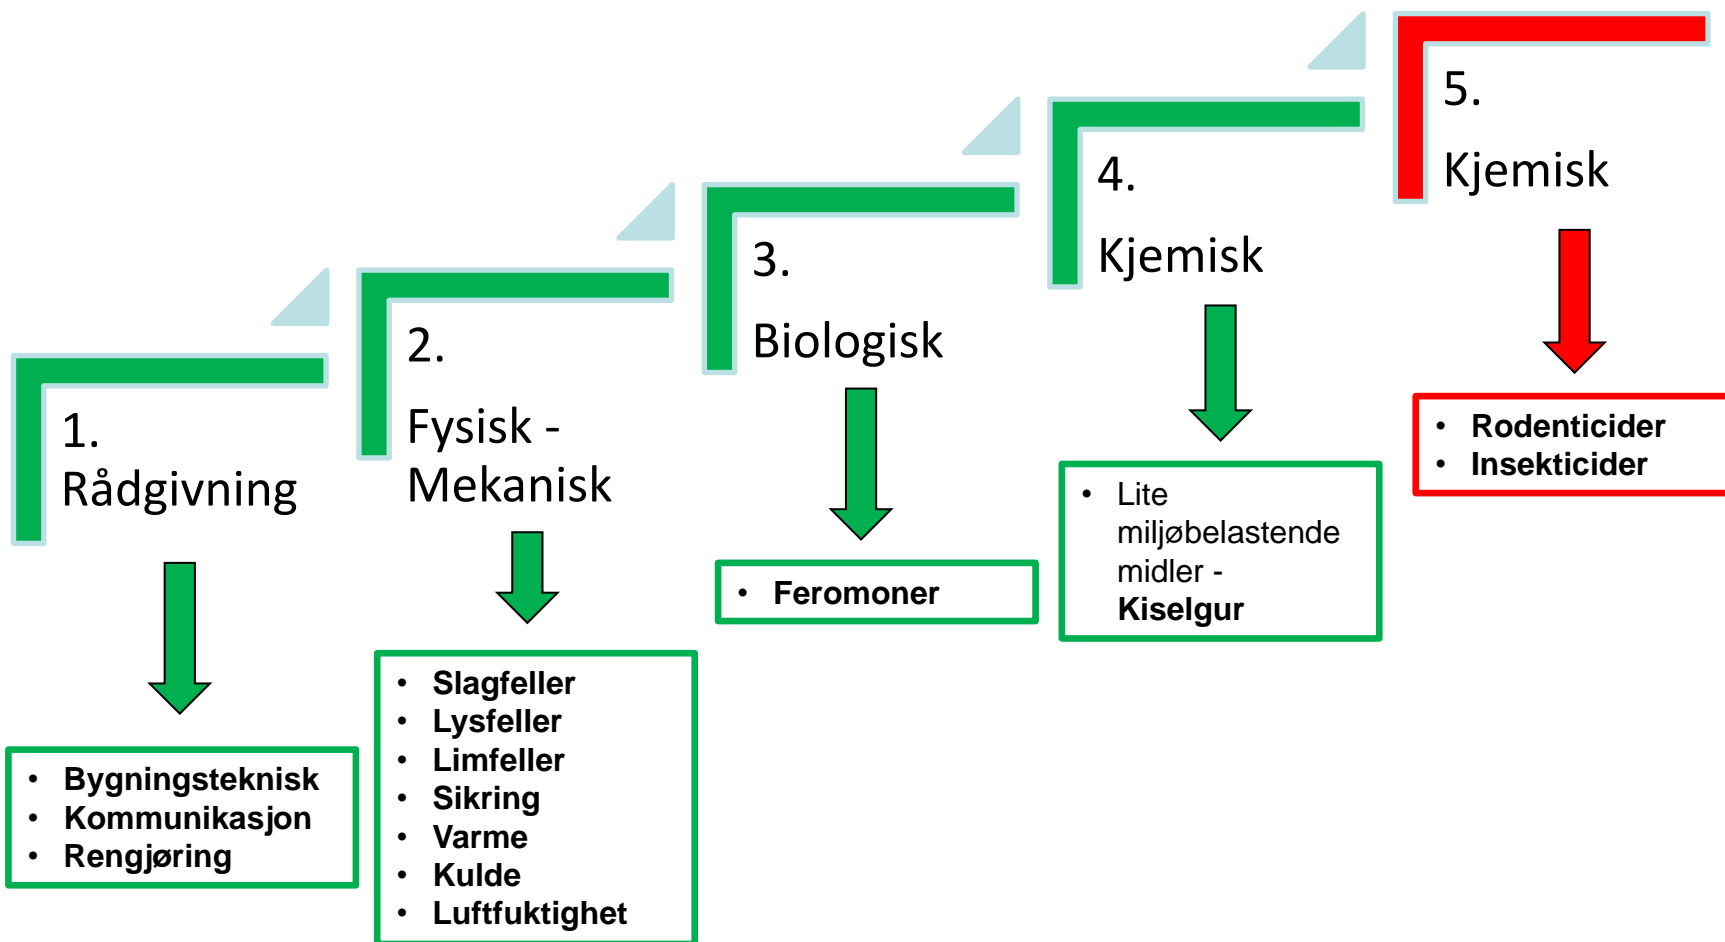 1.
Rådgivning
• Bygningsteknisk
• Kommunikasjon
• Rengjøring
2.
Fysisk -
Mekanisk
• Slagfeller
• Lysfeller
• Limfeller
• Sikring
• Varme
• Kulde
• Luftfuktighet
3.
Biologisk
• Feromoner
4.
Kjemisk
• Lite
miljøbelastende
midler -
Kiselgur
5.
Kjemisk
• Rodenticider
• Insekticider